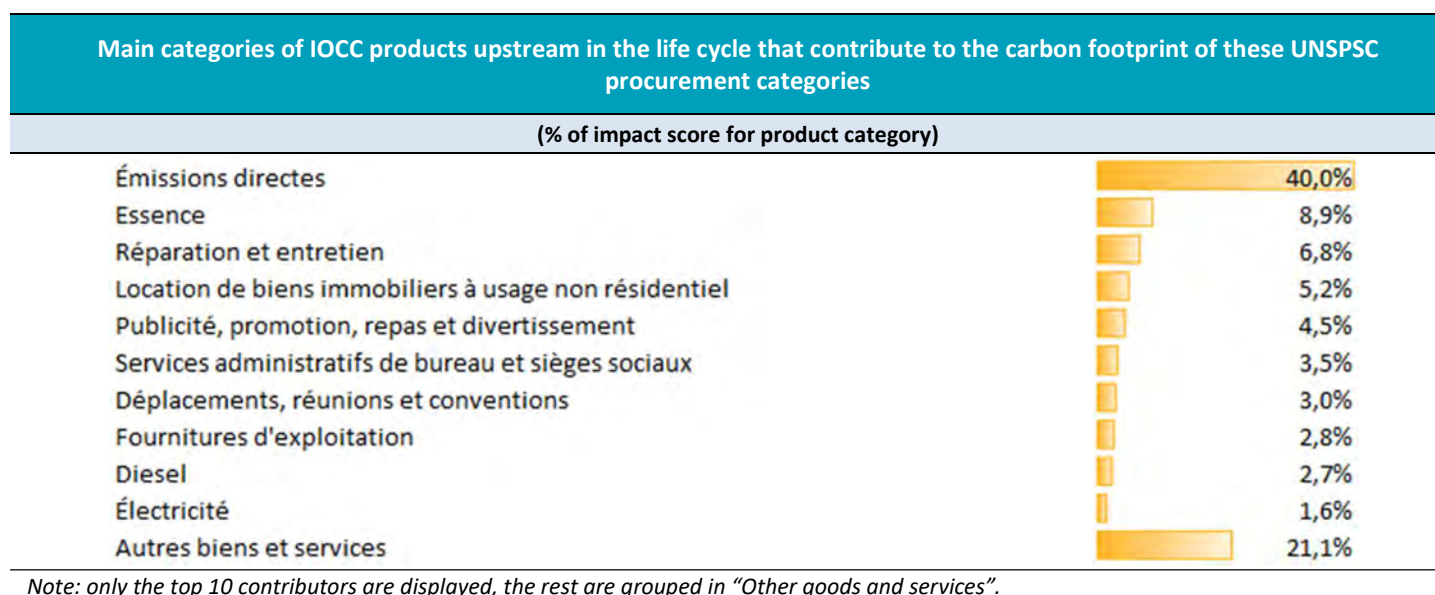 Main categories of IOCC products upstream in the life cycle that contribute to the carbon footprint of these UNSPSC
procurement categories
(% of impact score for product category)
Émissions directes 40,0%
Essence 8,9%
Réparation et entretien 6,8%
Location de biens immobiliers à usage non résidentiel 5,2%
Publicité, promotion, repas et divertissement 4,5%
Services administratifs de bureau et sièges sociaux 3,5%
Déplacements, réunions et conventions 3,0%
Fournitures d'exploitation 2,8%
Diesel 2,7%
Électricité 1,6%
Autres biens et services 21,1%
Note: only the top 10 contributors are displayed, the rest are grouped in “Other goods and services”.